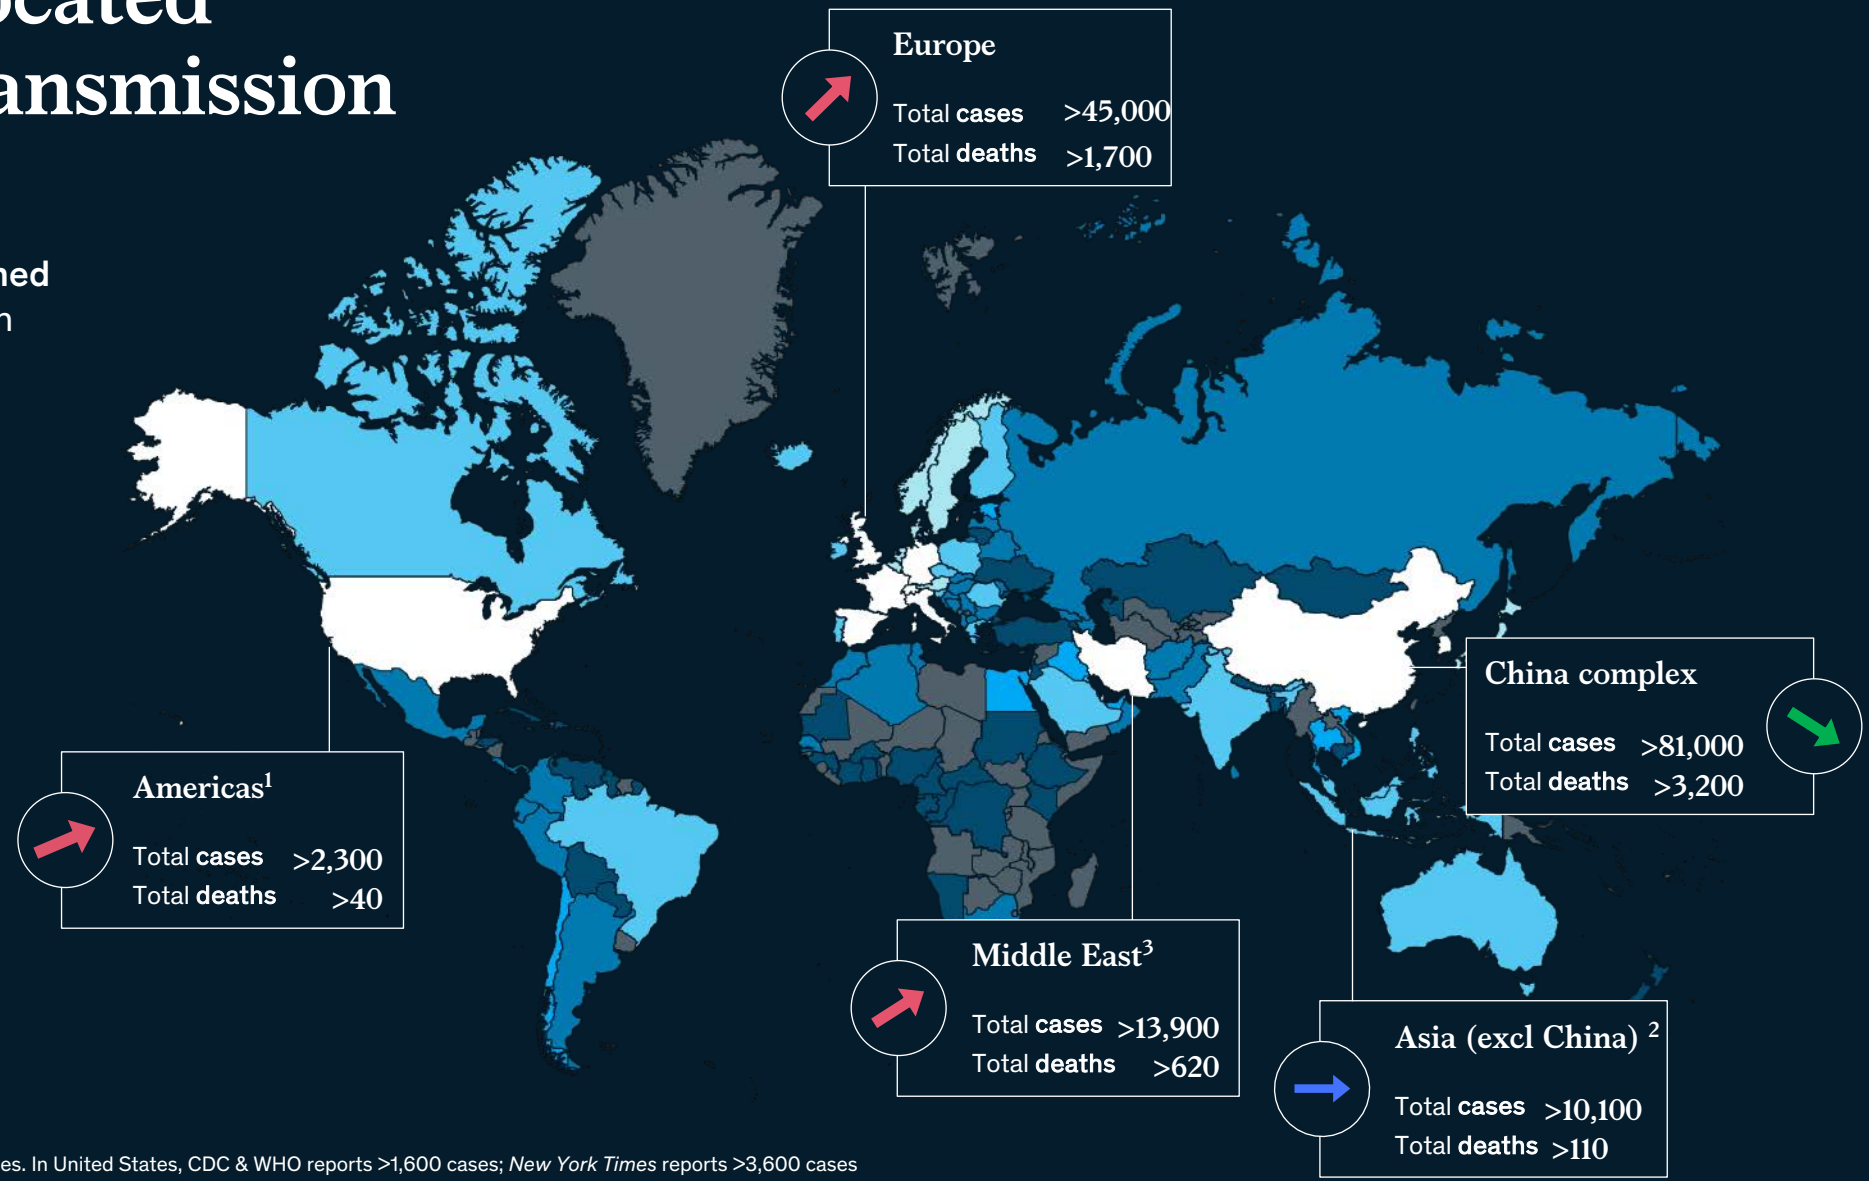 ansmission
Europe
Total cases >45,000
Total deaths >1,700
Americas1
Total cases >2,300
Total deaths >40
China complex
Total cases >81,000
Total deaths >3,200
Middle East3
Total cases >13,900
Total deaths >620
Asia (excl China) 2
Total cases >10,100
Total deaths >110
es. In United States, CDC & WHO reports >1,600 cases; New York Times reports >3,600 cases